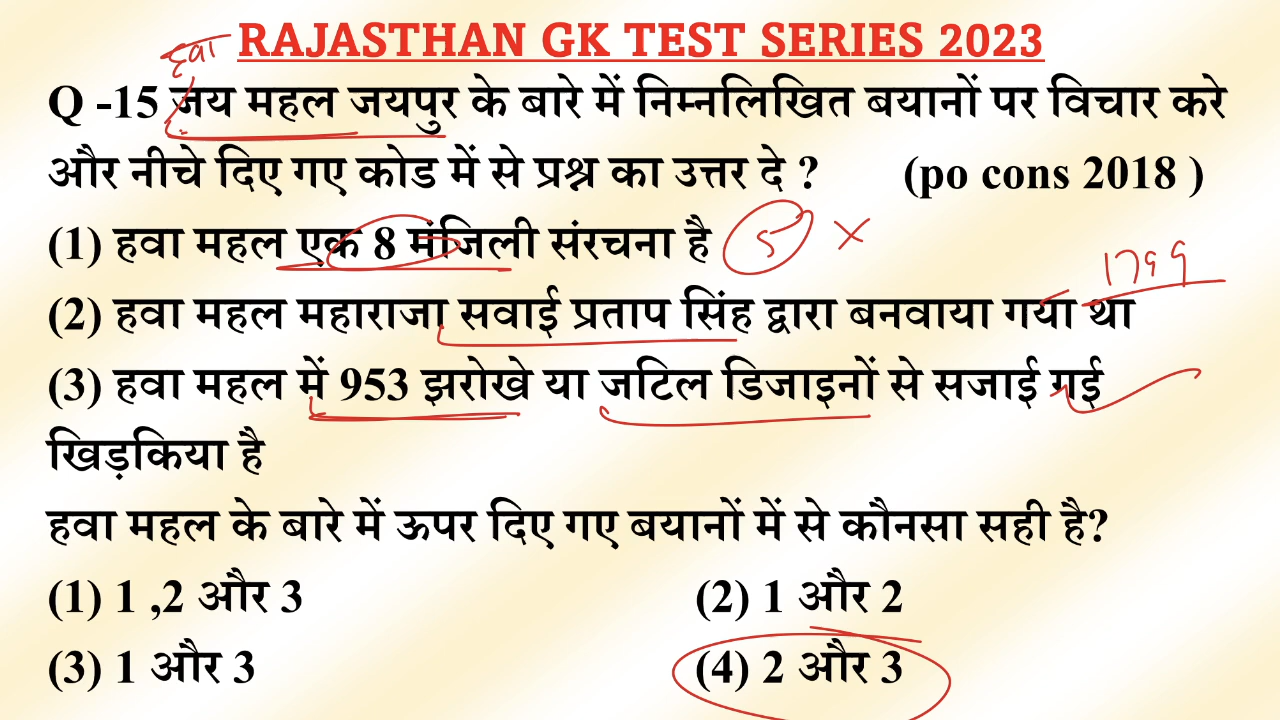 RAJASTHAN GK TEST SERIES 2023
हवा
Q -15 जय महल जयपुर के बारे में निम्नलिखित बयानों पर विचार करे
और नीचे दिए गए कोड में से प्रश्न का उत्तर दे ? (po cons 2018 )
(1) हवा महल एक 8 मंजिली संरचना है 5 ×
1799
(2) हवा महल महाराजा सवाई प्रताप सिंह द्वारा बनवाया गया था
(3) हवा महल में 953 झरोखे या जटिल डिजाइनों से सजाई गई
खिड़किया है
हवा महल के बारे में ऊपर दिए गए बयानों में से कौनसा सही है?
(1) 1 ,2 और 3 (2) 1 और 2
(3) 1 और 3 (4) 2 और 3